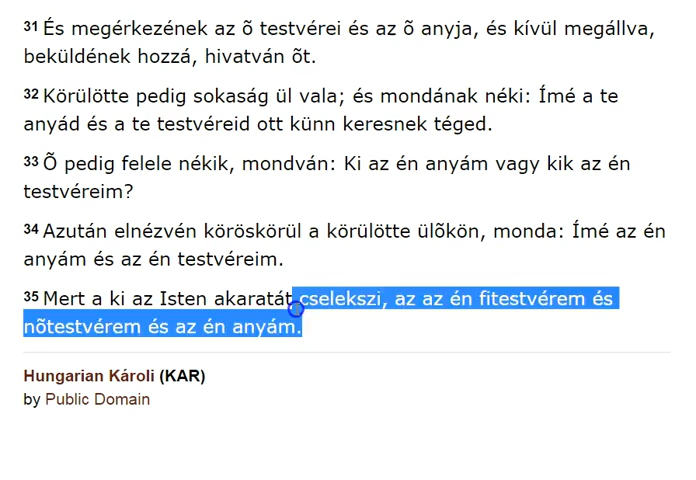 31 És megérkezének az õ testvérei és az õ anyja, és kívül megállva,
beküldének hozzá, hivatván õt.
32 Körülötte pedig sokaság ül vala; és mondának néki: Ímé a te
anyád és a te testvéreid ott künn keresnek téged.
33 Õ pedig felele nékik, mondván: Ki az én anyám vagy kik az én
testvéreim?
34 Azután elnézvén köröskörül a körülötte ülõkön, monda: Ímé az én
anyám és az én testvéreim.
35 Mert a ki az Isten akaratát cselekszi, az az én fitestvérem és
nõtestvérem és az én anyám.
Hungarian Károli (KAR)
by Public Domain